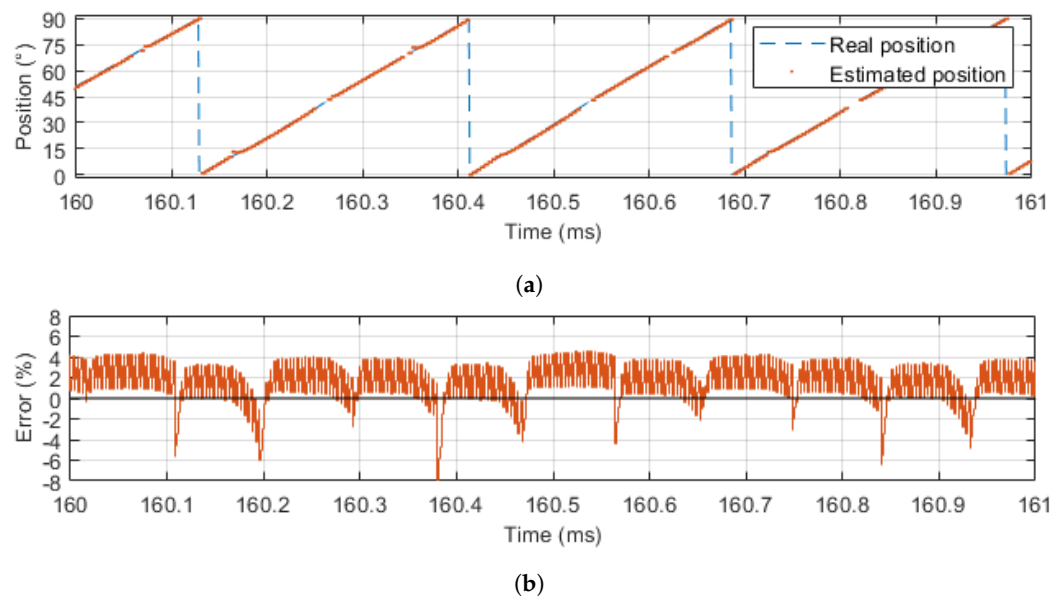 90
75
60
45
30
15
0
Position (°)
Real position
Estimated position
160 160.1 160.2 160.3 160.4 160.5 160.6 160.7 160.8 160.9 161
Time (ms)
(a)
8
6
4
2
0
-2
-4
-6
-8
Error (%)
160 160.1 160.2 160.3 160.4 160.5 160.6 160.7 160.8 160.9 161
Time (ms)
(b)